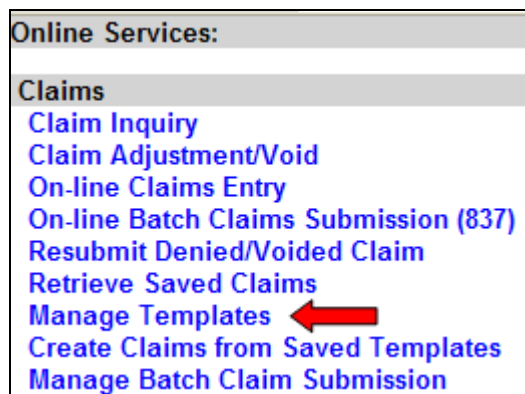 Online Services:
Claims
Claim Inquiry
Claim Adjustment/Void
On-line Claims Entry
On-line Batch Claims Submission (837)
Resubmit Denied/Voided Claim
Retrieve Saved Claims
Manage Templates
Create Claims from Saved Templates
Manage Batch Claim Submission